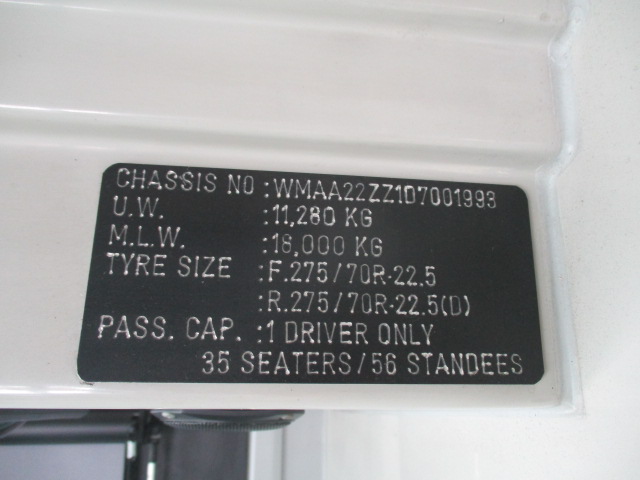 CHASSIS NO :WMAA22ZZ1D7001993
U.W. :11,280 KG
M.L.W. :18,000 KG
TYRE SIZE :F.275/70R-22.5
:R.275/70R-22.5(D)
PASS. CAP. :1 DRIVER ONLY
35 SEATERS/56 STANDEES